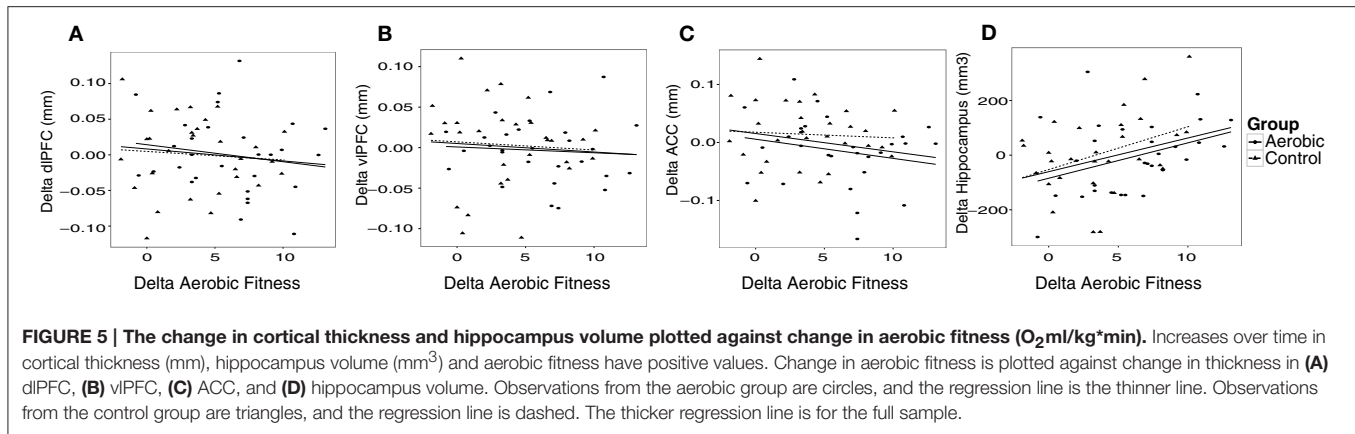 A
B
C
D
Delta dlPFC (mm)
0.10
0.05
0.00
−0.05
−0.10
0
5
10
Delta Aerobic Fitness
Delta vlPFC (mm)
0.10
0.05
0.00
−0.05
−0.10
0
5
10
Delta Aerobic Fitness
Delta ACC (mm)
0.1
0.0
−0.1
0
5
10
Delta Aerobic Fitness
Delta Hippocampus (mm3)
200
0
−200
0
5
10
Delta Aerobic Fitness
Group
Aerobic
Control
FIGURE 5 | The change in cortical thickness and hippocampus volume plotted against change in aerobic fitness (O₂ml/kg*min). Increases over time in
cortical thickness (mm), hippocampus volume (mm³) and aerobic fitness have positive values. Change in aerobic fitness is plotted against change in thickness in (A)
dlPFC, (B) vlPFC, (C) ACC, and (D) hippocampus volume. Observations from the aerobic group are circles, and the regression line is the thinner line. Observations
from the control group are triangles, and the regression line is dashed. The thicker regression line is for the full sample.